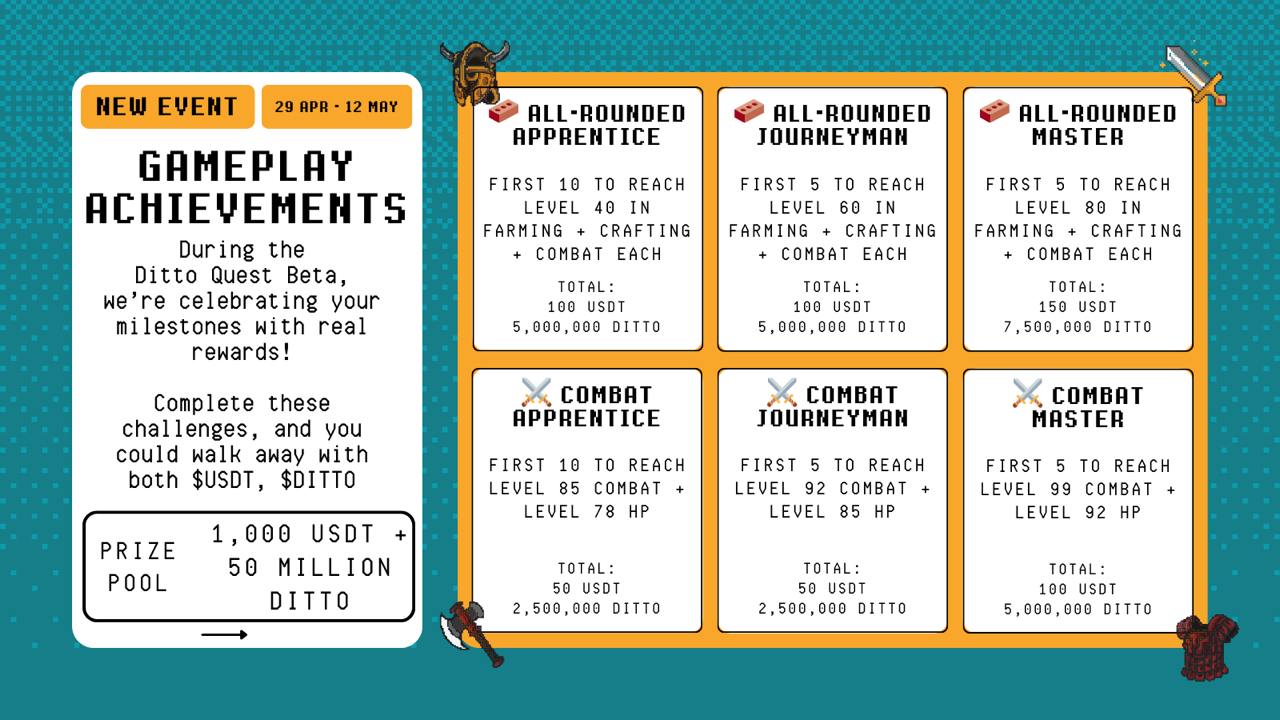 NEW EVENT
29 APR - 12 MAY
GAMEPLAY
ACHIEVEMENTS
During the
Ditto Quest Beta,
we're celebrating your
milestones with real
rewards!
Complete these
challenges, and you
could walk away with
both $USDT, $DITTO
PRIZE
POOL
1,000 USDT +
50 MILLION
DITTO
ALL-ROUNDED
APPRENTICE
FIRST 10 TO REACH
LEVEL 40 IN
FARMING + CRAFTING
+ COMBAT EACH
TOTAL:
100 USDT
5,000,000 DITTO
ALL-ROUNDED
JOURNEYMAN
FIRST 5 TO REACH
LEVEL 60 IN
FARMING + CRAFTING
+ COMBAT EACH
TOTAL:
100 USDT
5,000,000 DITTO
ALL-ROUNDED
MASTER
FIRST 5 TO REACH
LEVEL 80 IN
FARMING + CRAFTING
+ COMBAT EACH
TOTAL:
150 USDT
7,500,000 DITTO
COMBAT
APPRENTICE
FIRST 10 TO REACH
LEVEL 85 COMBAT +
LEVEL 78 HP
TOTAL:
50 USDT
2,500,000 DITTO
COMBAT
JOURNEYMAN
FIRST 5 TO REACH
LEVEL 92 COMBAT +
LEVEL 85 HP
TOTAL:
50 USDT
2,500,000 DITTO
COMBAT
MASTER
FIRST 5 TO REACH
LEVEL 99 COMBAT +
LEVEL 92 HP
TOTAL:
100 USDT
5,000,000 DITTO